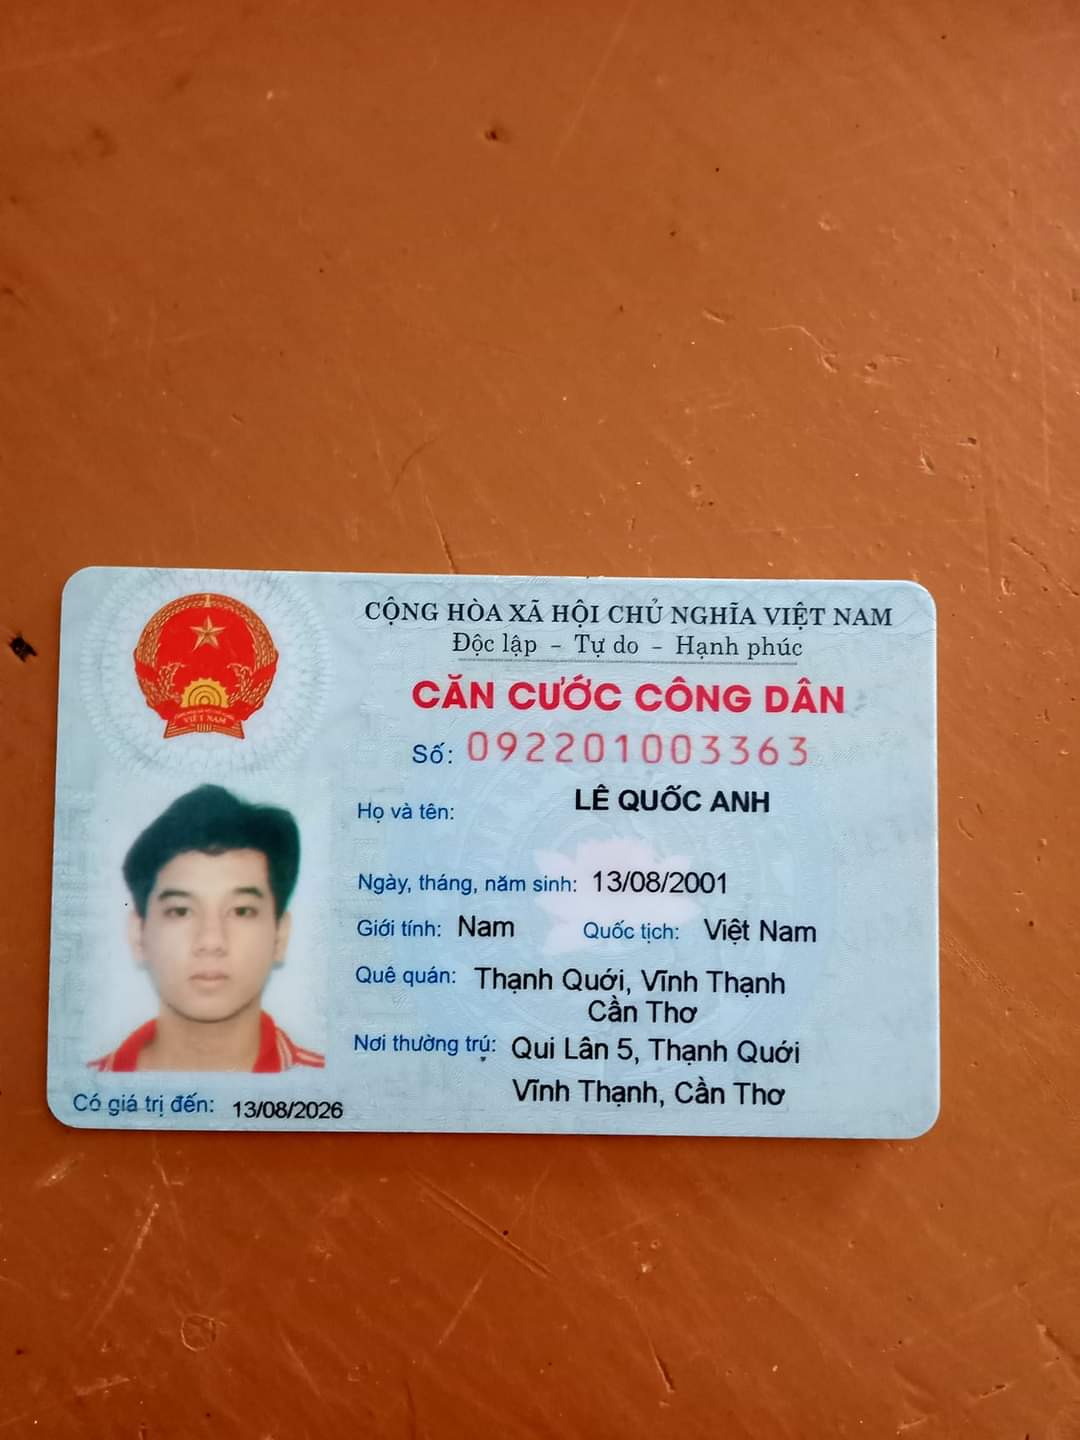 CỘNG HÒA XÃ HỘI CHỦ NGHĨA VIỆT NAM
Độc lập - Tự do - Hạnh phúc
CĂN CƯỚC CÔNG DÂN
Số: 092201003363
Họ và tên: LÊ QUỐC ANH
Ngày, tháng, năm sinh: 13/08/2001
Giới tính: Nam Quốc tịch: Việt Nam
Quê quán: Thạnh Quới, Vĩnh Thạnh
Cần Thơ
Nơi thường trú: Qui Lân 5, Thạnh Quới
Vĩnh Thạnh, Cần Thơ
Có giá trị đến: 13/08/2026